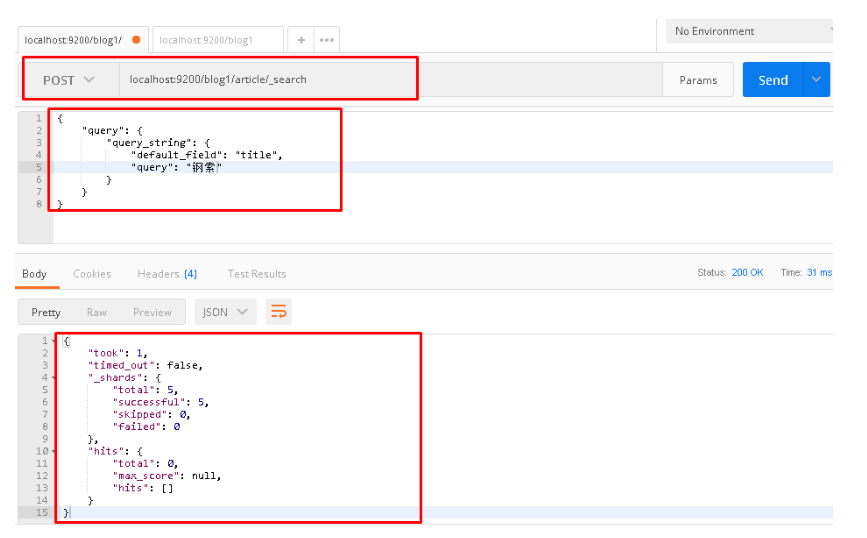 localhost:9200/blog1/
localhost:9200/blog1
+
•••
No Environment
POST
localhost:9200/blog1/article/_search
Params
Send
1 {
2 "query": {
3 "query_string": {
4 "default_field": "title",
5 "query": "钢索"
6 }
7 }
8 }
Body
Cookies
Headers (4)
Test Results
Status: 200 OK
Time: 31 ms
Pretty
Raw
Preview
JSON
1 {
2 "took": 1,
3 "timed_out": false,
4 "_shards": {
5 "total": 5,
6 "successful": 5,
7 "skipped": 0,
8 "failed": 0
9 },
10 "hits": {
11 "total": 0,
12 "max_score": null,
13 "hits": []
14 }
15 }